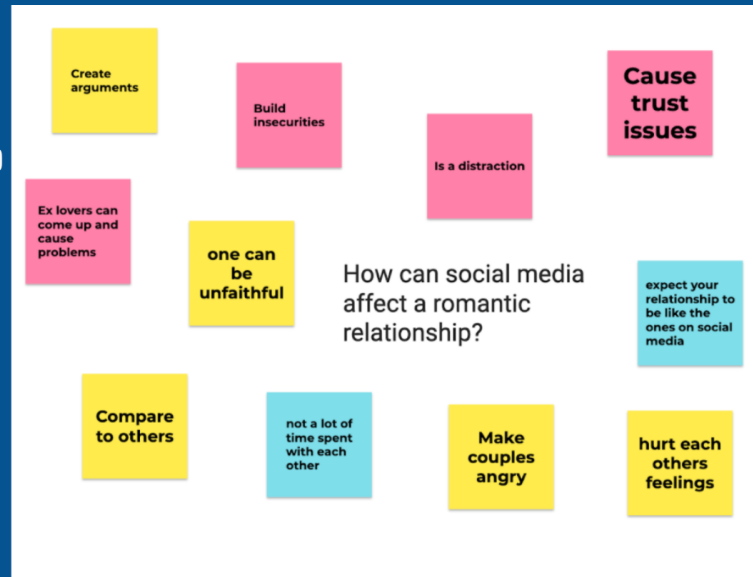 Create
arguments
Build
insecurities
Is a distraction
Cause
trust
issues
Ex lovers can
come up and
cause
problems
one can
be
unfaithful
How can social media
affect a romantic
relationship?
expect your
relationship to
be like the
ones on social
media
Compare
to others
not a lot of
time spent
with each
other
Make
couples
angry
hurt each
others
feelings